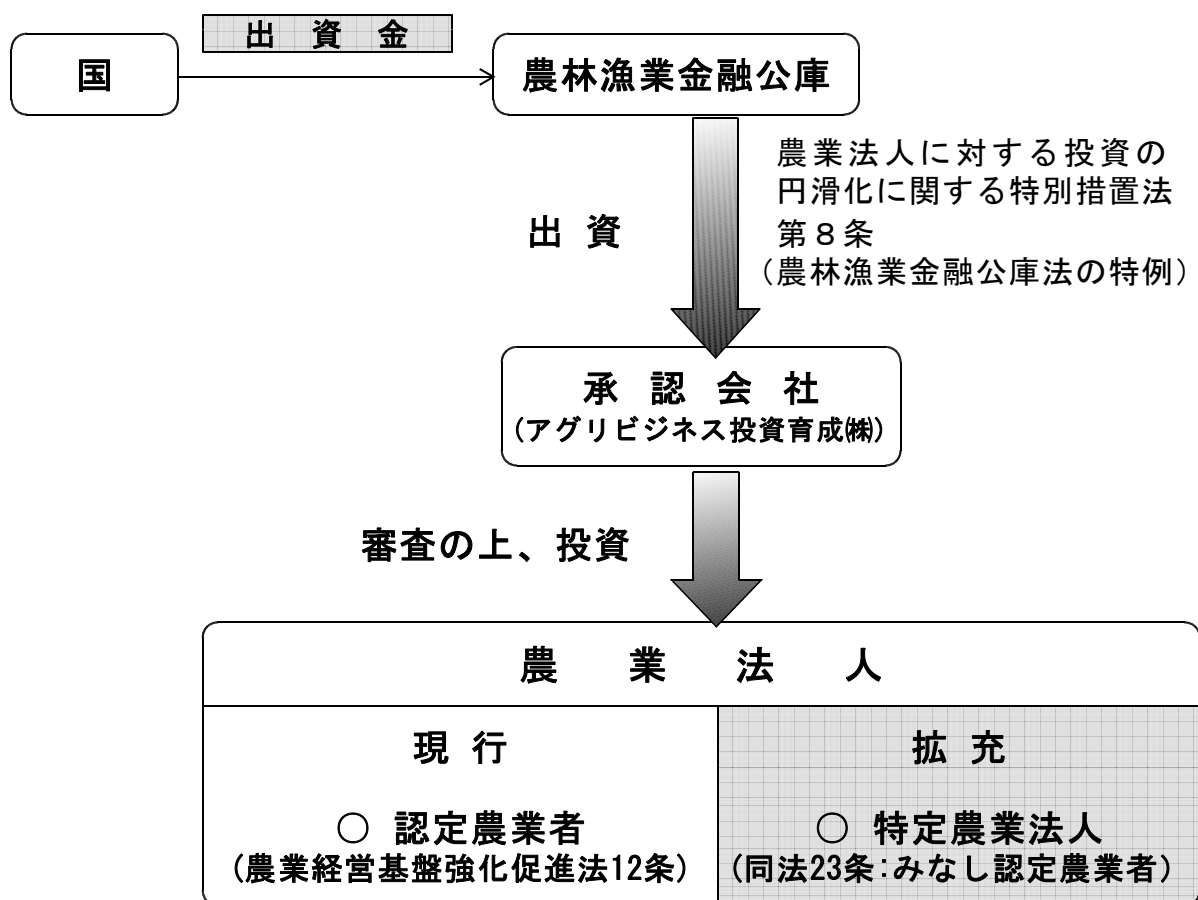 出資金
国
農林漁業金融公庫
農業法人に対する投資の
円滑化に関する特別措置法
第８条
（農林漁業金融公庫法の特例）
出資
承認会社
(アグリビジネス投資育成㈱)
審査の上、投資
農業法人
現行
拡充
○ 認定農業者
(農業経営基盤強化促進法12条)
○ 特定農業法人
(同法23条:みなし認定農業者)